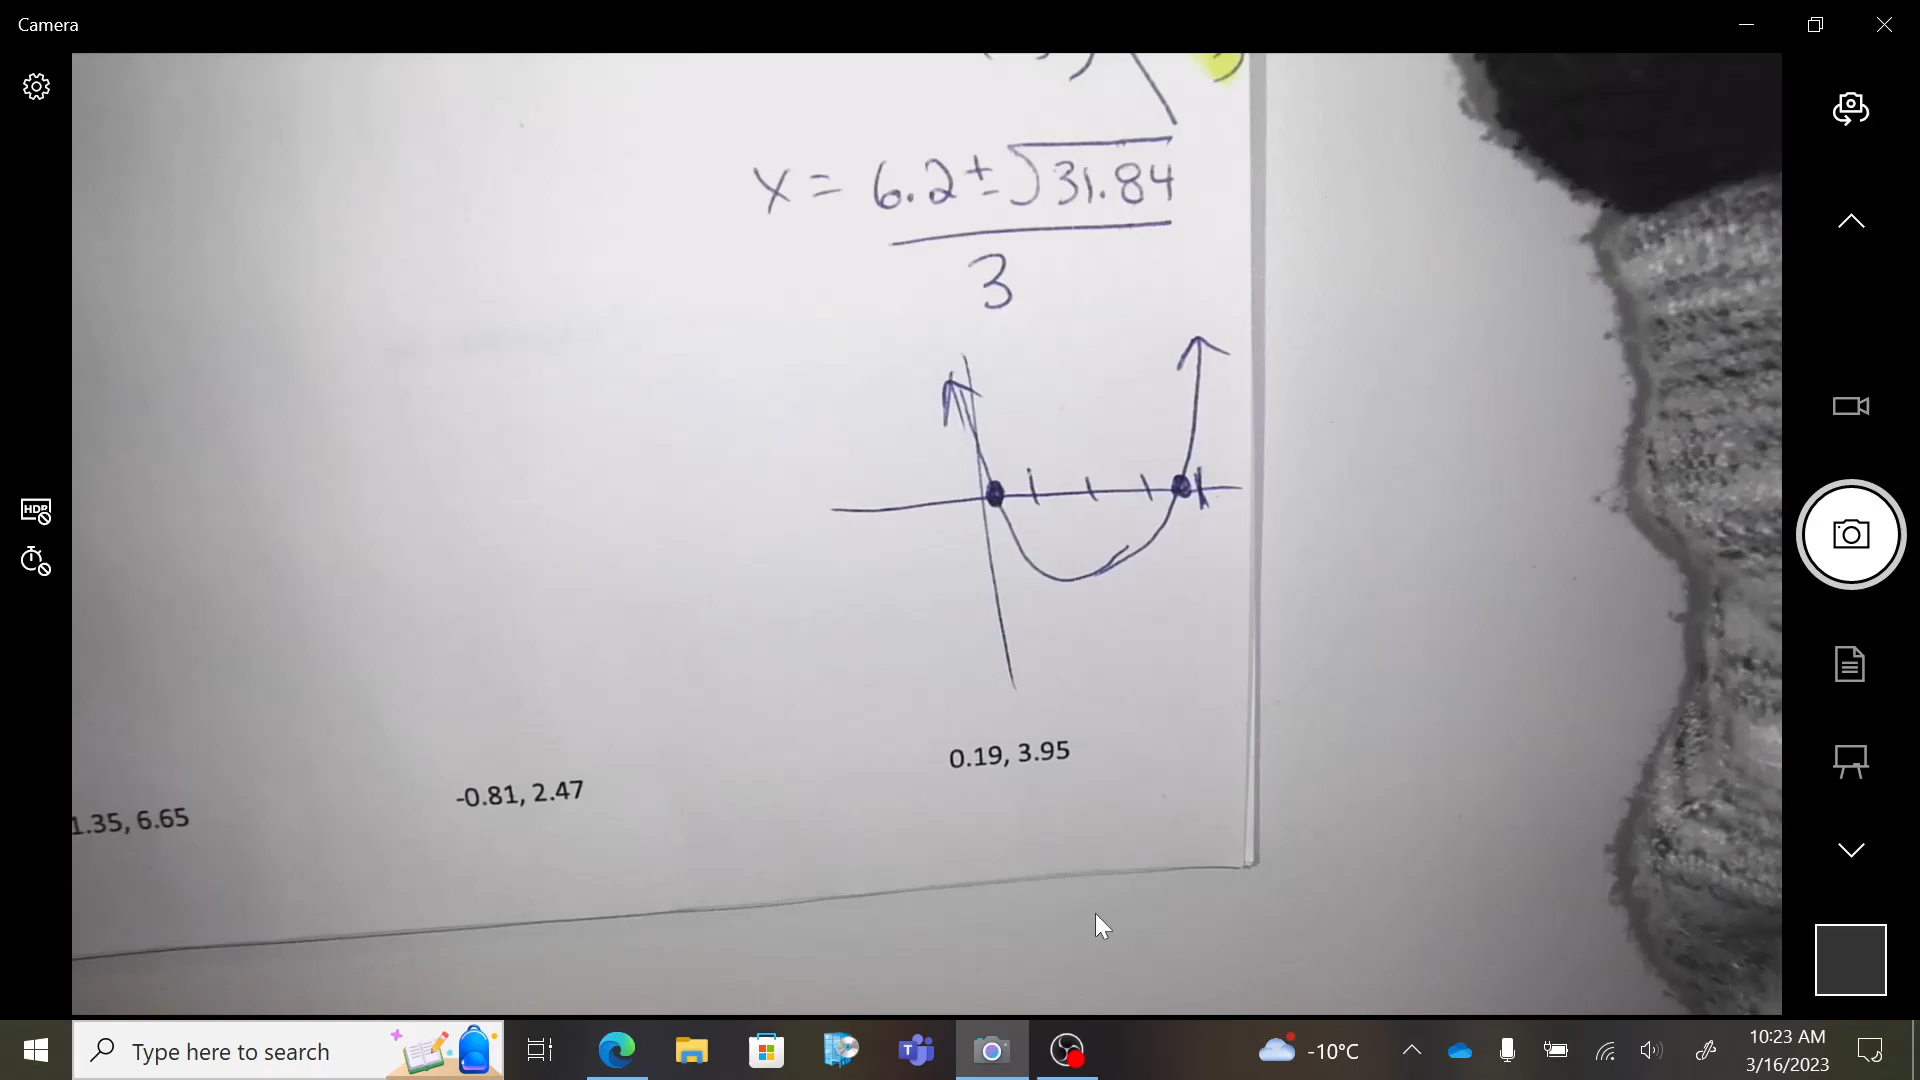 Camera
x = 6.2 ± √31.84
3
0.19, 3.95
-0.81, 2.47
1.35, 6.65
HDR
Type here to search
-10°C
10:23 AM
3/16/2023